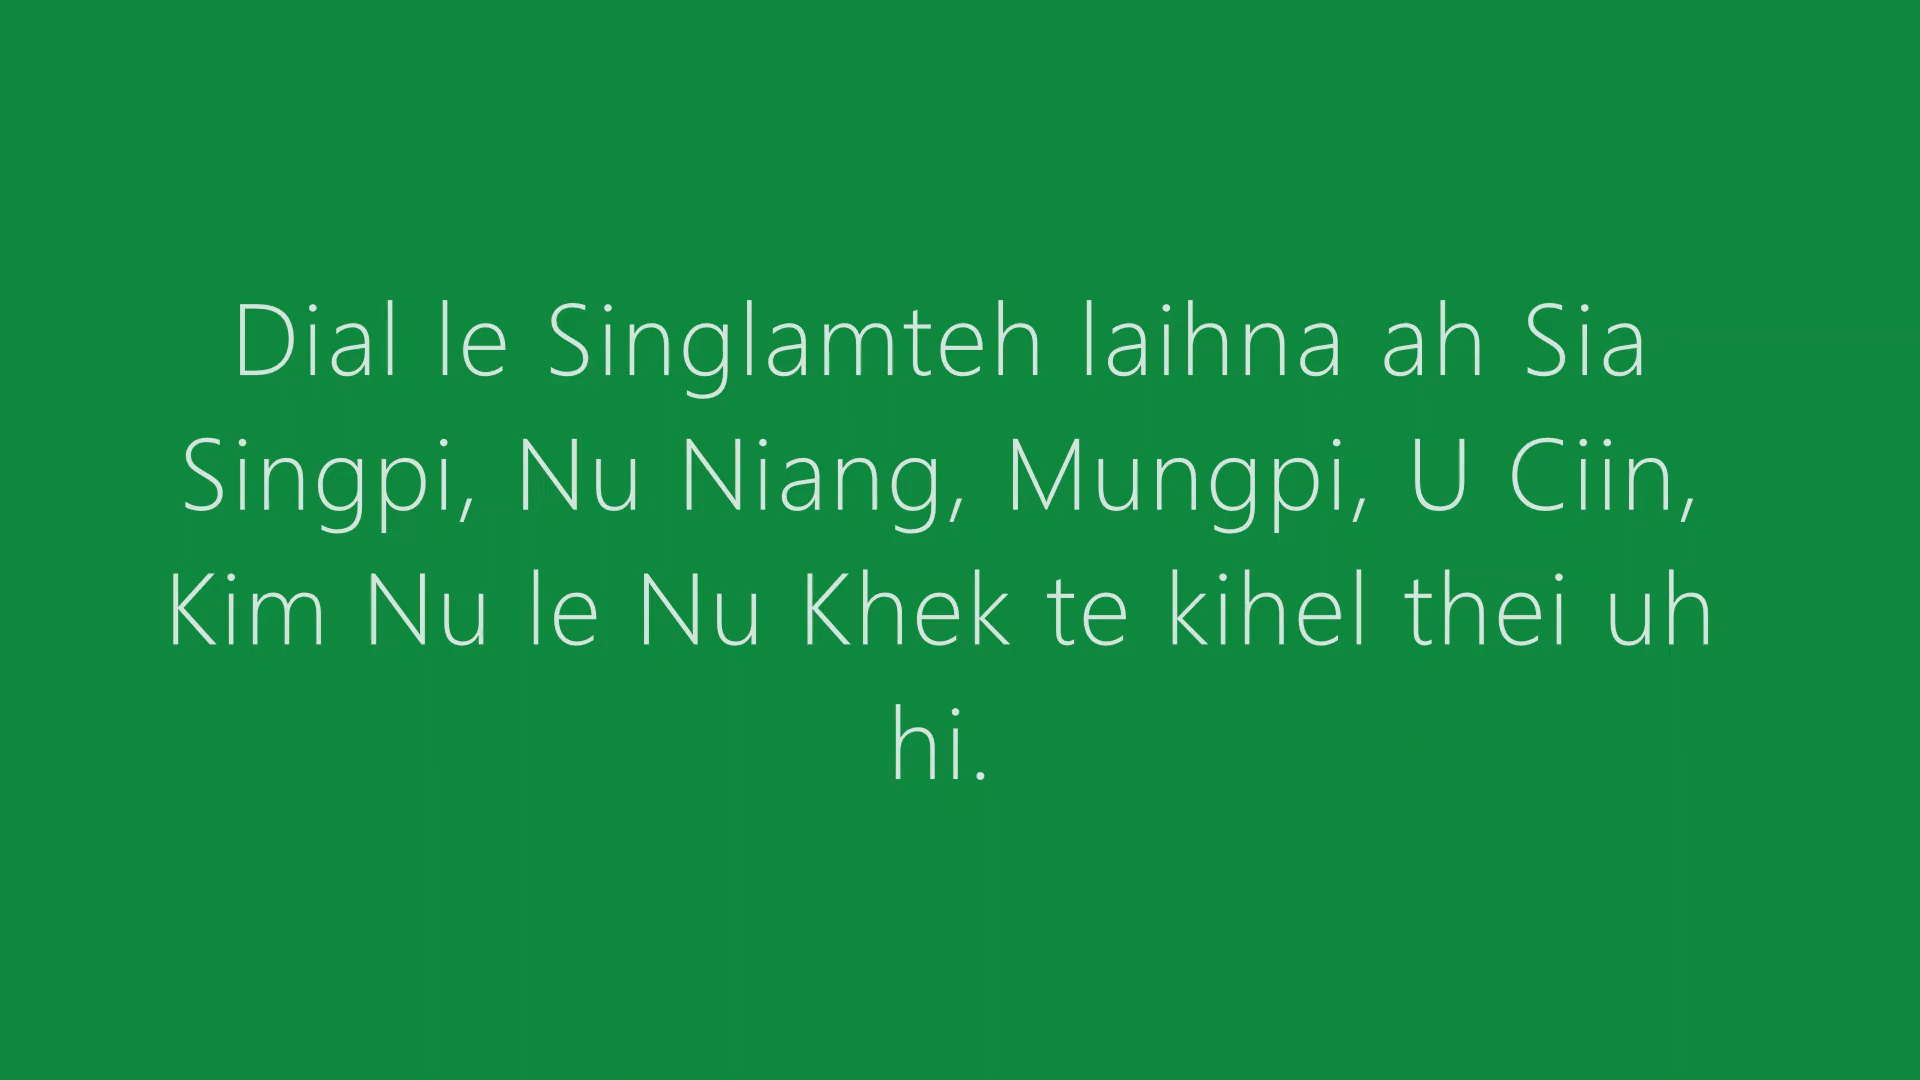 Dial le Singlamteh laihna ah Sia
Singpi, Nu Niang, Mungpi, U Ciin,
Kim Nu le Nu Khek te kihel thei uh
hi.